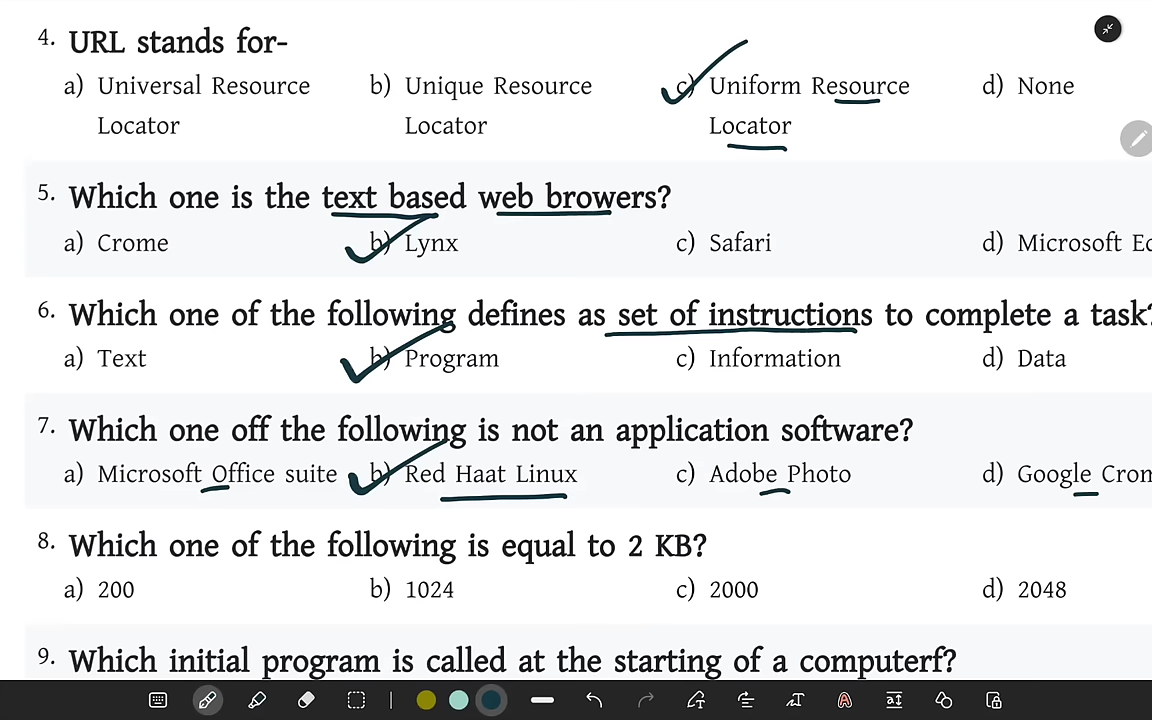 4. URL stands for-
a) Universal Resource Locator b) Unique Resource Locator c) Uniform Resource Locator d) None
5. Which one is the text based web browers?
a) Crome b) Lynx c) Safari d) Microsoft Ec
6. Which one of the following defines as set of instructions to complete a task?
a) Text b) Program c) Information d) Data
7. Which one off the following is not an application software?
a) Microsoft Office suite b) Red Haat Linux c) Adobe Photo d) Google Crom
8. Which one of the following is equal to 2 KB?
a) 200 b) 1024 c) 2000 d) 2048
9. Which initial program is called at the starting of a computerf?